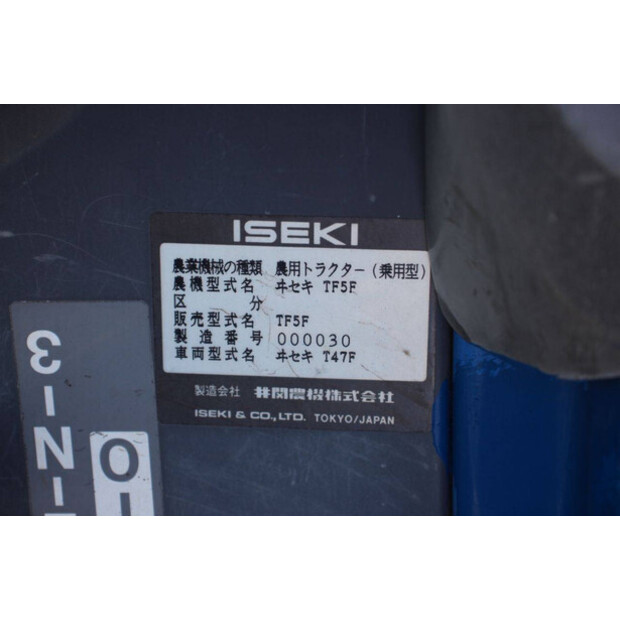 ISEKI
農業機械の種類 農用トラクター(乗用型)
農機型式名 ヰセキ TF5F
区分
販売型式名 TF5F
製造番号 000030
車両型式名 ヰセキ T47F
製造会社 井関農機株式会社
ISEKI & CO., LTD. TOKYO/JAPAN
3-N-